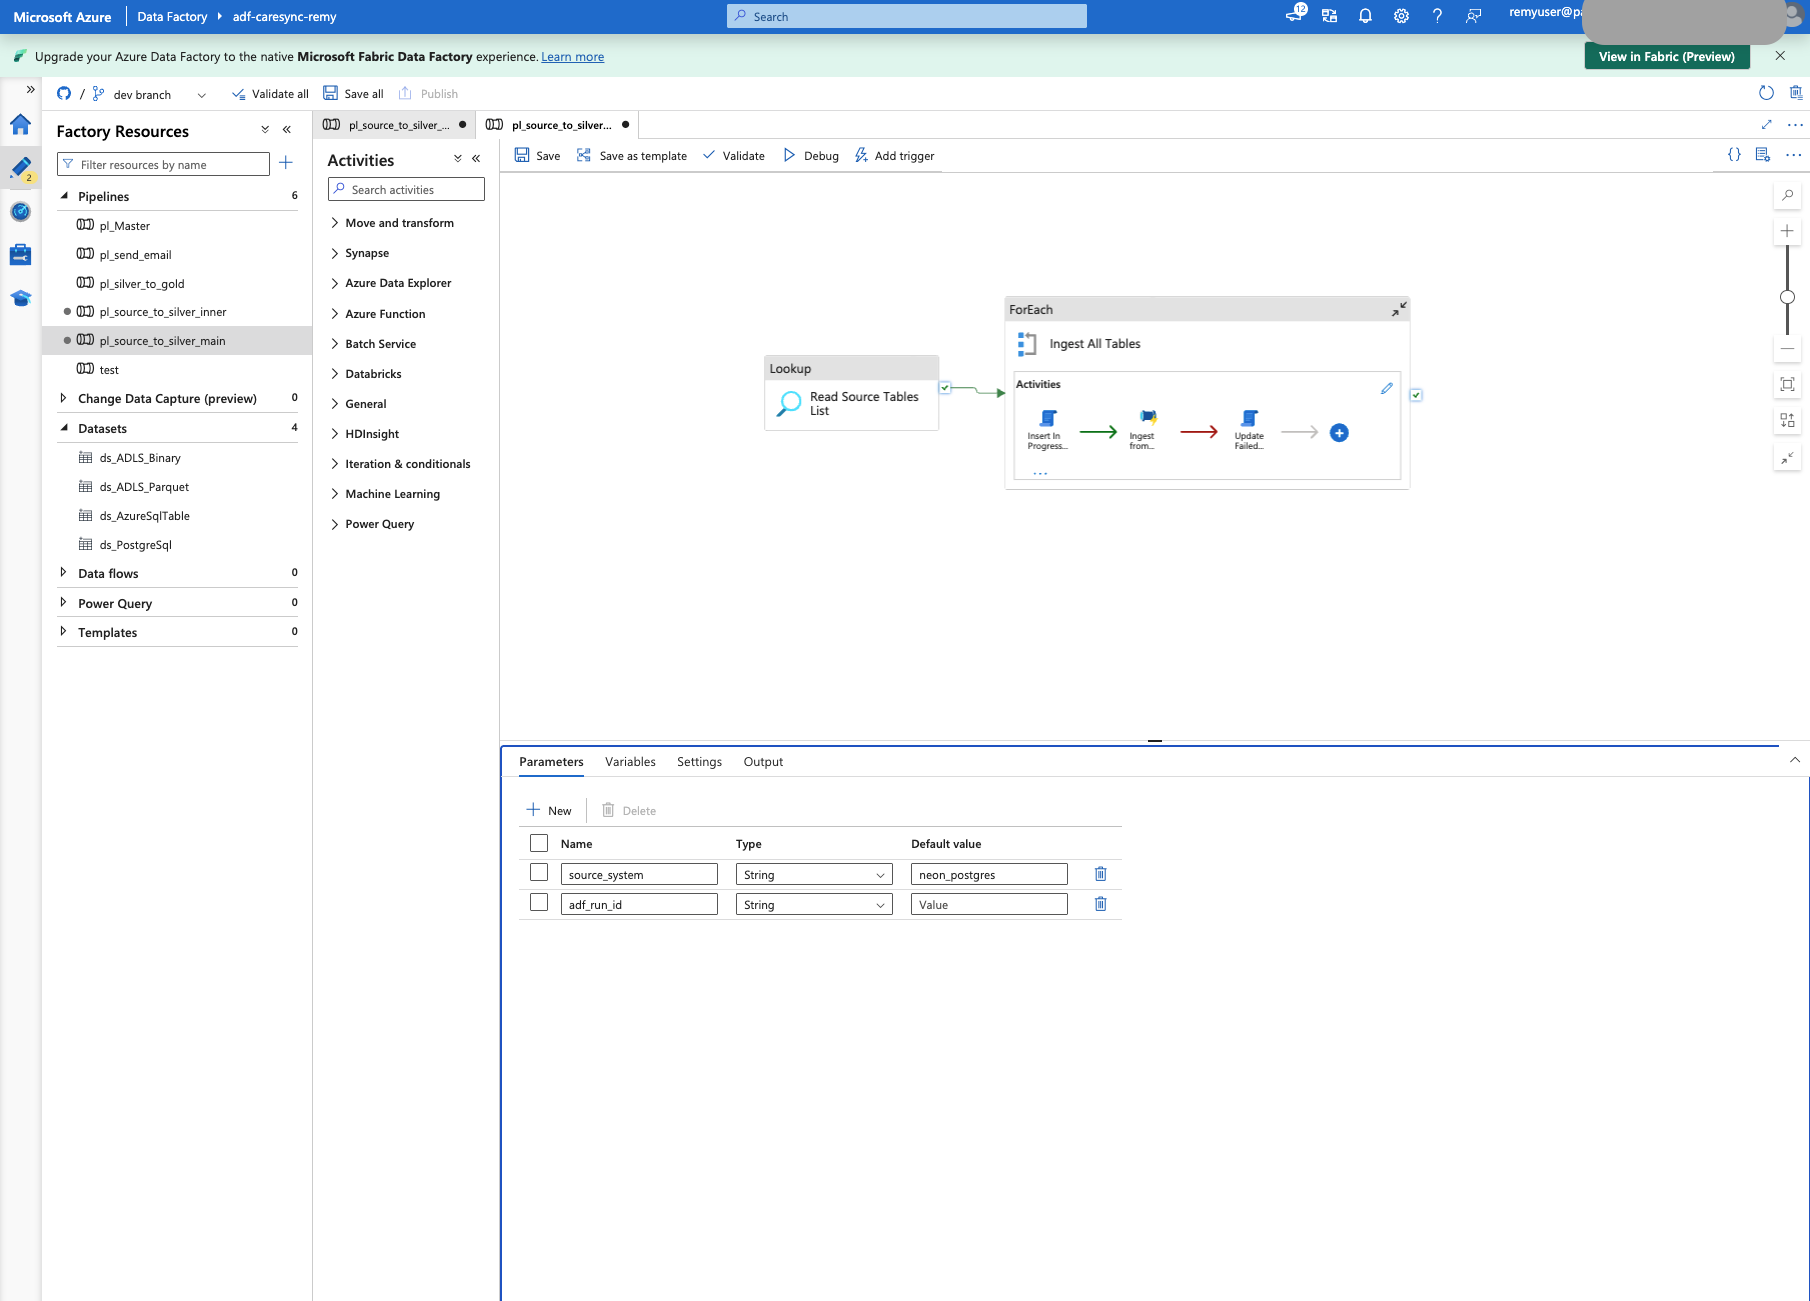 Microsoft Azure
Data Factory
adf-caresync-remy
Search
12
remyuser@p
Upgrade your Azure Data Factory to the native Microsoft Fabric Data Factory experience. Learn more
View in Fabric (Preview)
/ dev branch
Validate all
Save all
Publish
2
Factory Resources
Filter resources by name
Pipelines 6
pl_Master
pl_send_email
pl_silver_to_gold
pl_source_to_silver_inner
pl_source_to_silver_main
test
Change Data Capture (preview) 0
Datasets 4
ds_ADLS_Binary
ds_ADLS_Parquet
ds_AzureSqlTable
ds_PostgreSql
Data flows 0
Power Query 0
Templates 0
pl_source_to_silver_...
pl_source_to_silver...
Activities
Search activities
Move and transform
Synapse
Azure Data Explorer
Azure Function
Batch Service
Databricks
General
HDInsight
Iteration & conditionals
Machine Learning
Power Query
Save
Save as template
Validate
Debug
Add trigger
{}
Lookup
Read Source Tables
List
ForEach
Ingest All Tables
Activities
Insert In
Progress...
Ingest
from...
Update
Failed...
...
Parameters
Variables
Settings
Output
New
Delete
Name Type Default value
source_system String neon_postgres
adf_run_id String Value